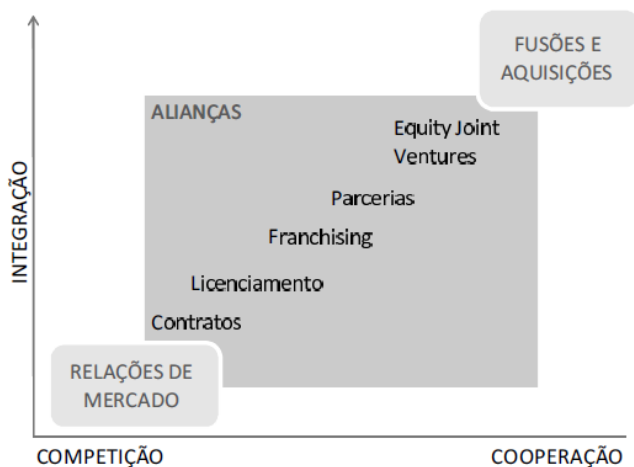 FUSÕES E
AQUISIÇÕES
ALIANÇAS
Equity Joint
Ventures
Parcerias
Franchising
Licenciamento
Contratos
RELAÇÕES DE
MERCADO
INTEGRAÇÃO
COMPETIÇÃO
COOPERAÇÃO